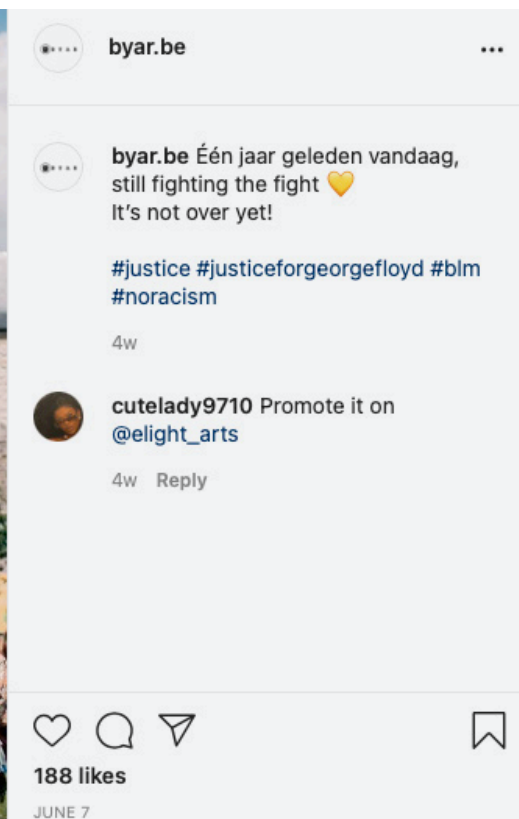 byar.be
byar.be Één jaar geleden vandaag,
still fighting the fight 💛
It's not over yet!
#justice #justiceforgeorgefloyd #blm
#noracism
4w
cutelady9710 Promote it on
@elight_arts
4w Reply
188 likes
JUNE 7